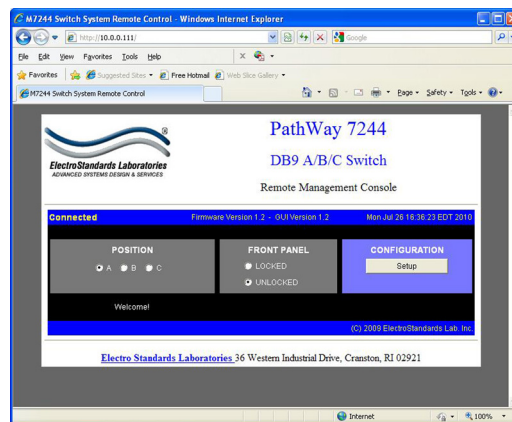 M7244 Switch System Remote Control - Windows Internet Explorer
http://10.0.0.111/
Google
File Edit View Favorites Tools Help
Favorites Suggested Sites Free Hotmail Web Slice Gallery
M7244 Switch System Remote Control
Page Safety Tools
ElectroStandards Laboratories
ADVANCED SYSTEMS DESIGN & SERVICES
PathWay 7244
DB9 A/B/C Switch
Remote Management Console
Connected Firmware Version 1.2 - GUI Version 1.2 Mon Jul 26 16:36:23 EDT 2010
POSITION FRONT PANEL CONFIGURATION
A B C LOCKED Setup
UNLOCKED
Welcome!
(C) 2009 ElectroStandards Lab. Inc.
Electro Standards Laboratories 36 Western Industrial Drive, Cranston, RI 02921
Internet 100%